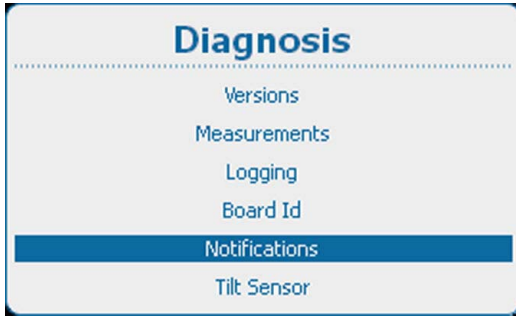 Diagnosis
Versions
Measurements
Logging
Board Id
Notifications
Tilt Sensor